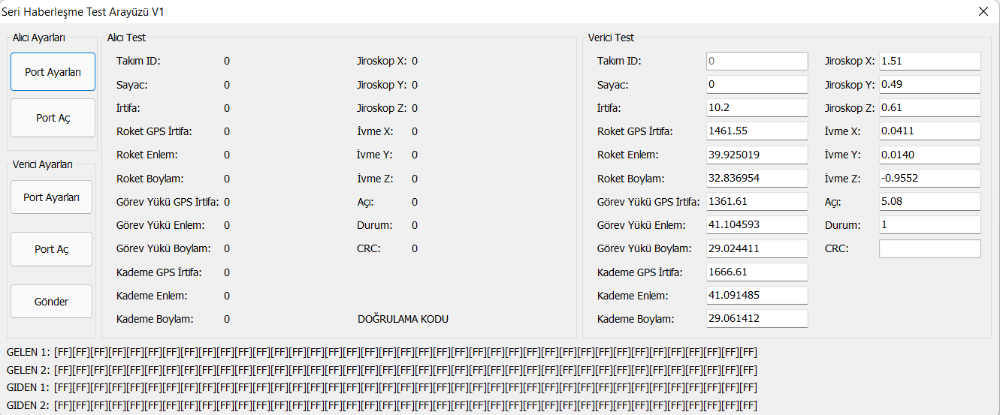 Seri Haberleşme Test Arayüzü V1
Alıcı Ayarları
Port Ayarları
Port Aç
Verici Ayarları
Port Ayarları
Port Aç
Gönder
Alıcı Test
Takım ID: 0 Jiroskop X: 0
Sayac: 0 Jiroskop Y: 0
İrtifa: 0 Jiroskop Z: 0
Roket GPS İrtifa: 0 İvme X: 0
Roket Enlem: 0 İvme Y: 0
Roket Boylam: 0 İvme Z: 0
Görev Yükü GPS İrtifa: 0 Açı: 0
Görev Yükü Enlem: 0 Durum: 0
Görev Yükü Boylam: 0 CRC: 0
Kademe GPS İrtifa: 0
Kademe Enlem: 0
Kademe Boylam: 0 DOĞRULAMA KODU
Verici Test
Takım ID: 0 Jiroskop X: 1.51
Sayac: 0 Jiroskop Y: 0.49
İrtifa: 10.2 Jiroskop Z: 0.61
Roket GPS İrtifa: 1461.55 İvme X: 0.0411
Roket Enlem: 39.925019 İvme Y: 0.0140
Roket Boylam: 32.836954 İvme Z: -0.9552
Görev Yükü GPS İrtifa: 1361.61 Açı: 5.08
Görev Yükü Enlem: 41.104593 Durum: 1
Görev Yükü Boylam: 29.024411 CRC:
Kademe GPS İrtifa: 1666.61
Kademe Enlem: 41.091485
Kademe Boylam: 29.061412
GELEN 1: [FF][FF][FF][FF][FF][FF][FF][FF][FF][FF][FF][FF][FF][FF][FF][FF][FF][FF][FF][FF][FF][FF][FF][FF][FF][FF][FF][FF][FF][FF][FF][FF][FF][FF][FF][FF][FF][FF][FF]
GELEN 2: [FF][FF][FF][FF][FF][FF][FF][FF][FF][FF][FF][FF][FF][FF][FF][FF][FF][FF][FF][FF][FF][FF][FF][FF][FF][FF][FF][FF][FF][FF][FF][FF][FF][FF][FF][FF][FF][FF][FF]
GIDEN 1: [FF][FF][FF][FF][FF][FF][FF][FF][FF][FF][FF][FF][FF][FF][FF][FF][FF][FF][FF][FF][FF][FF][FF][FF][FF][FF][FF][FF][FF][FF][FF][FF][FF][FF][FF][FF][FF][FF][FF]
GIDEN 2: [FF][FF][FF][FF][FF][FF][FF][FF][FF][FF][FF][FF][FF][FF][FF][FF][FF][FF][FF][FF][FF][FF][FF][FF][FF][FF][FF][FF][FF][FF][FF][FF][FF][FF][FF][FF][FF][FF][FF]